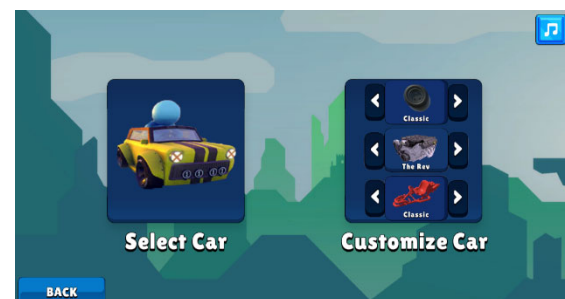 Classic
The Rev
Classic
Select Car
Customize Car
BACK